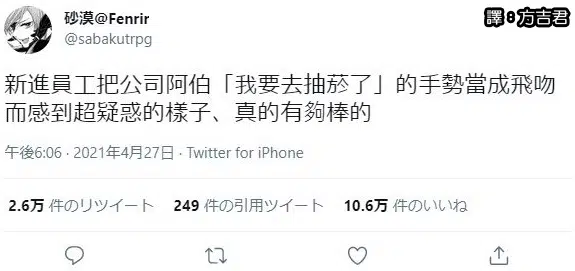 砂漠@Fenrir
@sabakutrpg
譯:方吉君
新進員工把公司阿伯「我要去抽菸了」的手勢當成飛吻
而感到超疑惑的樣子、真的有夠棒的
午後6:06 · 2021年4月27日 · Twitter for iPhone
2.6万 件のリツイート 249 件の引用ツイート 10.6万 件のいいね